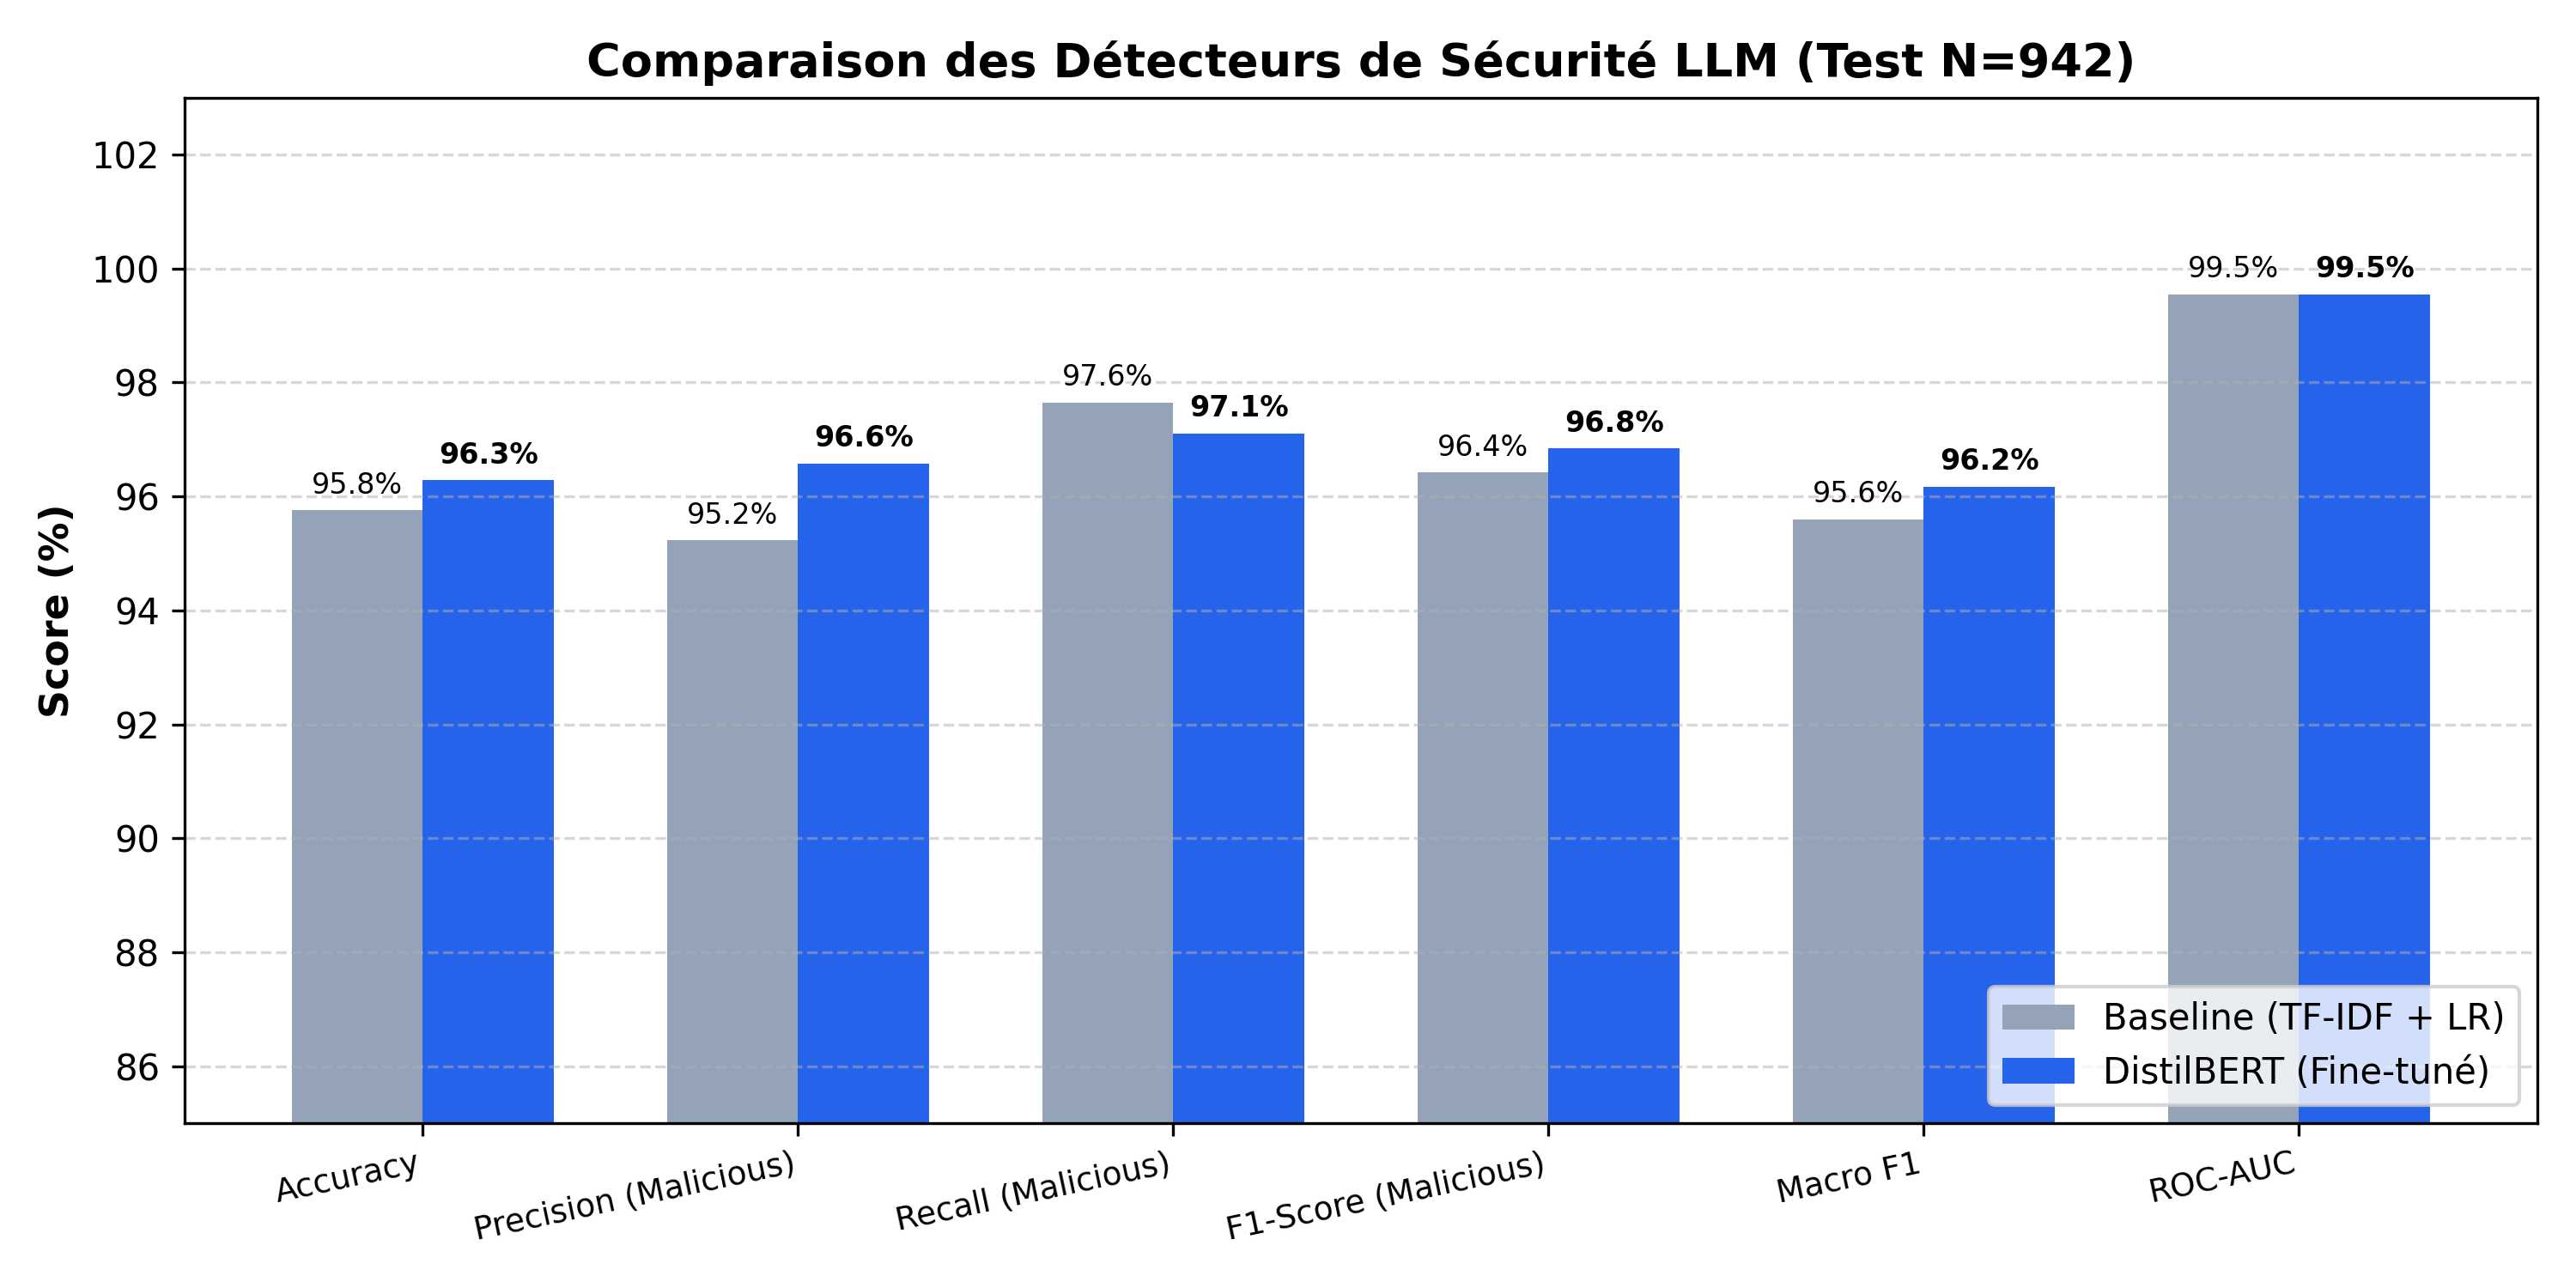 Comparaison des Détecteurs de Sécurité LLM (Test N=942)
Score (%)
102
100
98
96
94
92
90
88
86
95.8%
96.3%
95.2%
96.6%
97.6%
97.1%
96.4%
96.8%
95.6%
96.2%
99.5%
99.5%
Accuracy
Precision (Malicious)
Recall (Malicious)
F1-Score (Malicious)
Macro F1
ROC-AUC
Baseline (TF-IDF + LR)
DistilBERT (Fine-tuné)